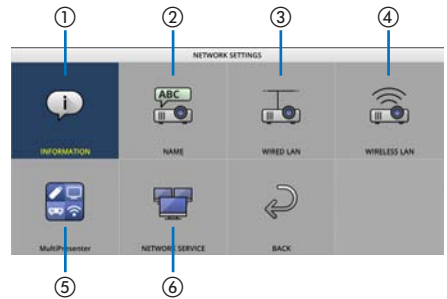 ① ② ③ ④
NETWORK SETTINGS
ABC
INFORMATION NAME WIRED LAN WIRELESS LAN
MultiPresenter NETWORK SERVICE BACK
⑤ ⑥